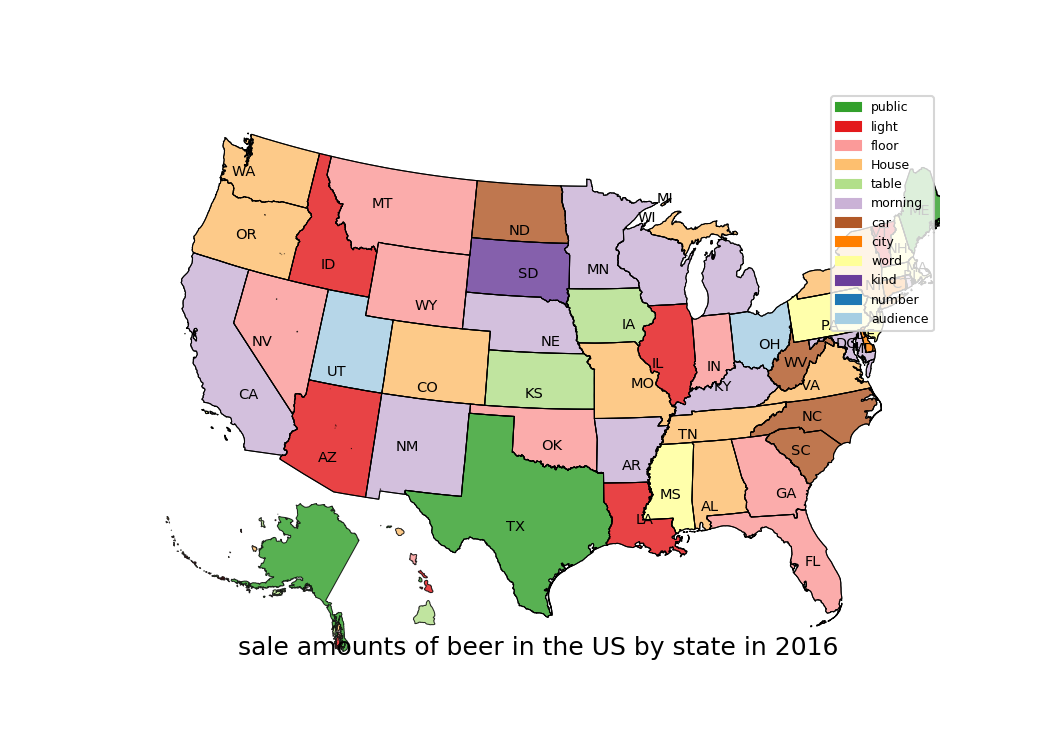 public
light
floor
House
table
morning
car
city
word
kind
number
audience
WA
MT
ND
MI
WI
OR
ID
SD
MN
WY
IA
NV
NE
OH
PA
DC
UT
CO
KS
MO
IL
IN
KY
WV
VA
CA
NM
OK
AR
TN
NC
SC
AZ
TX
MS
AL
GA
LA
FL
ME
NH
MA
NY
sale amounts of beer in the US by state in 2016